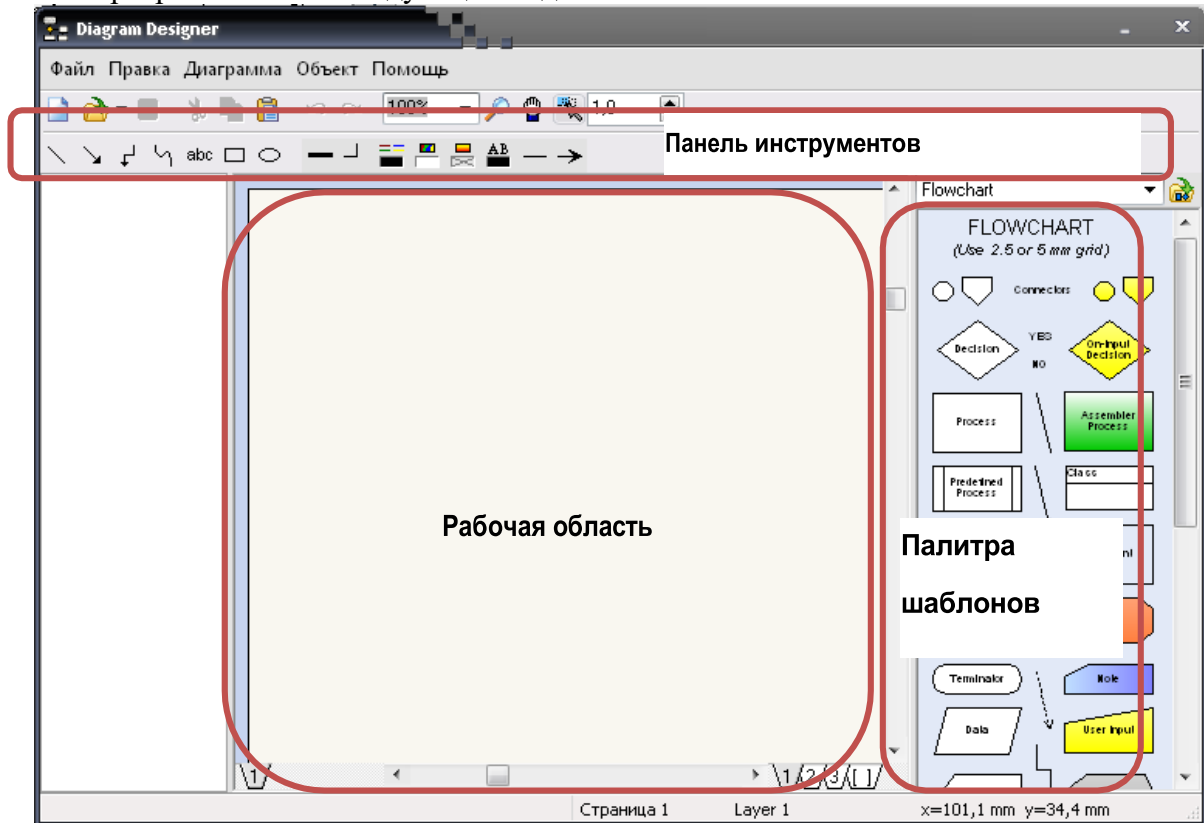 Diagram Designer
Файл Правка Диаграмма Объект Помощь
100%
1,0
Панель инструментов
abc
AB
Flowchart
FLOWCHART
(Use 2.5 or 5 mm grid)
Connectors
Decision
YES
NO
On-Input
Decision
Process
Assembler
Process
Predefined
Process
Class
Рабочая область
Палитра
шаблонов
Terminator
Note
Data
User Input
\1/
\1/2/3/[ ]/
Страница 1
Layer 1
x=101,1 mm y=34,4 mm